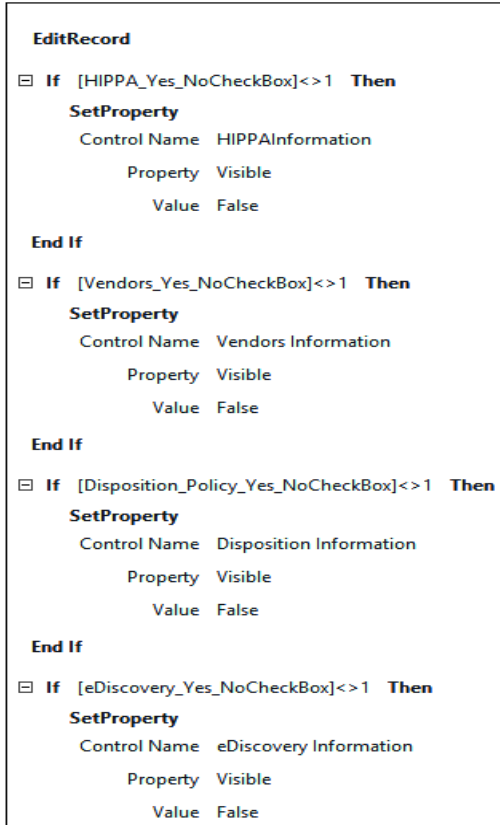 EditRecord
If [HIPPA_Yes_NoCheckBox]<>1 Then
SetProperty
Control Name HIPPAInformation
Property Visible
Value False
End If
If [Vendors_Yes_NoCheckBox]<>1 Then
SetProperty
Control Name Vendors Information
Property Visible
Value False
End If
If [Disposition_Policy_Yes_NoCheckBox]<>1 Then
SetProperty
Control Name Disposition Information
Property Visible
Value False
End If
If [eDiscovery_Yes_NoCheckBox]<>1 Then
SetProperty
Control Name eDiscovery Information
Property Visible
Value False